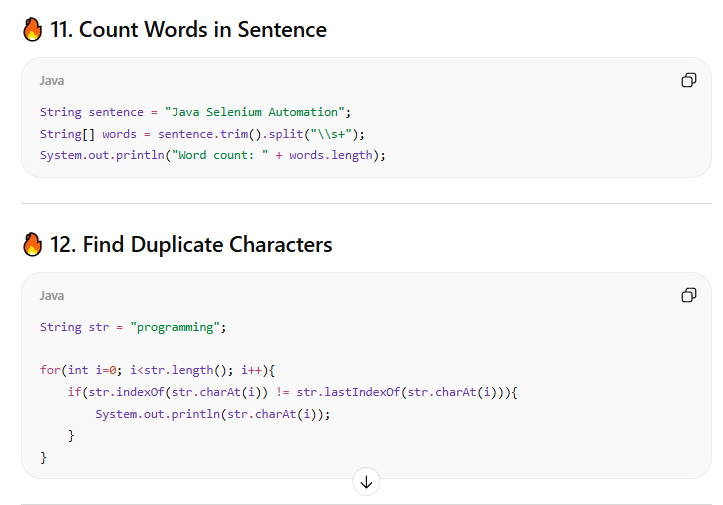 🔥 11. Count Words in Sentence
Java
String sentence = "Java Selenium Automation";
String[] words = sentence.trim().split("\\s+");
System.out.println("Word count: " + words.length);
🔥 12. Find Duplicate Characters
Java
String str = "programming";
for(int i=0; i<str.length(); i++){
    if(str.indexOf(str.charAt(i)) != str.lastIndexOf(str.charAt(i))){
        System.out.println(str.charAt(i));
    }
}